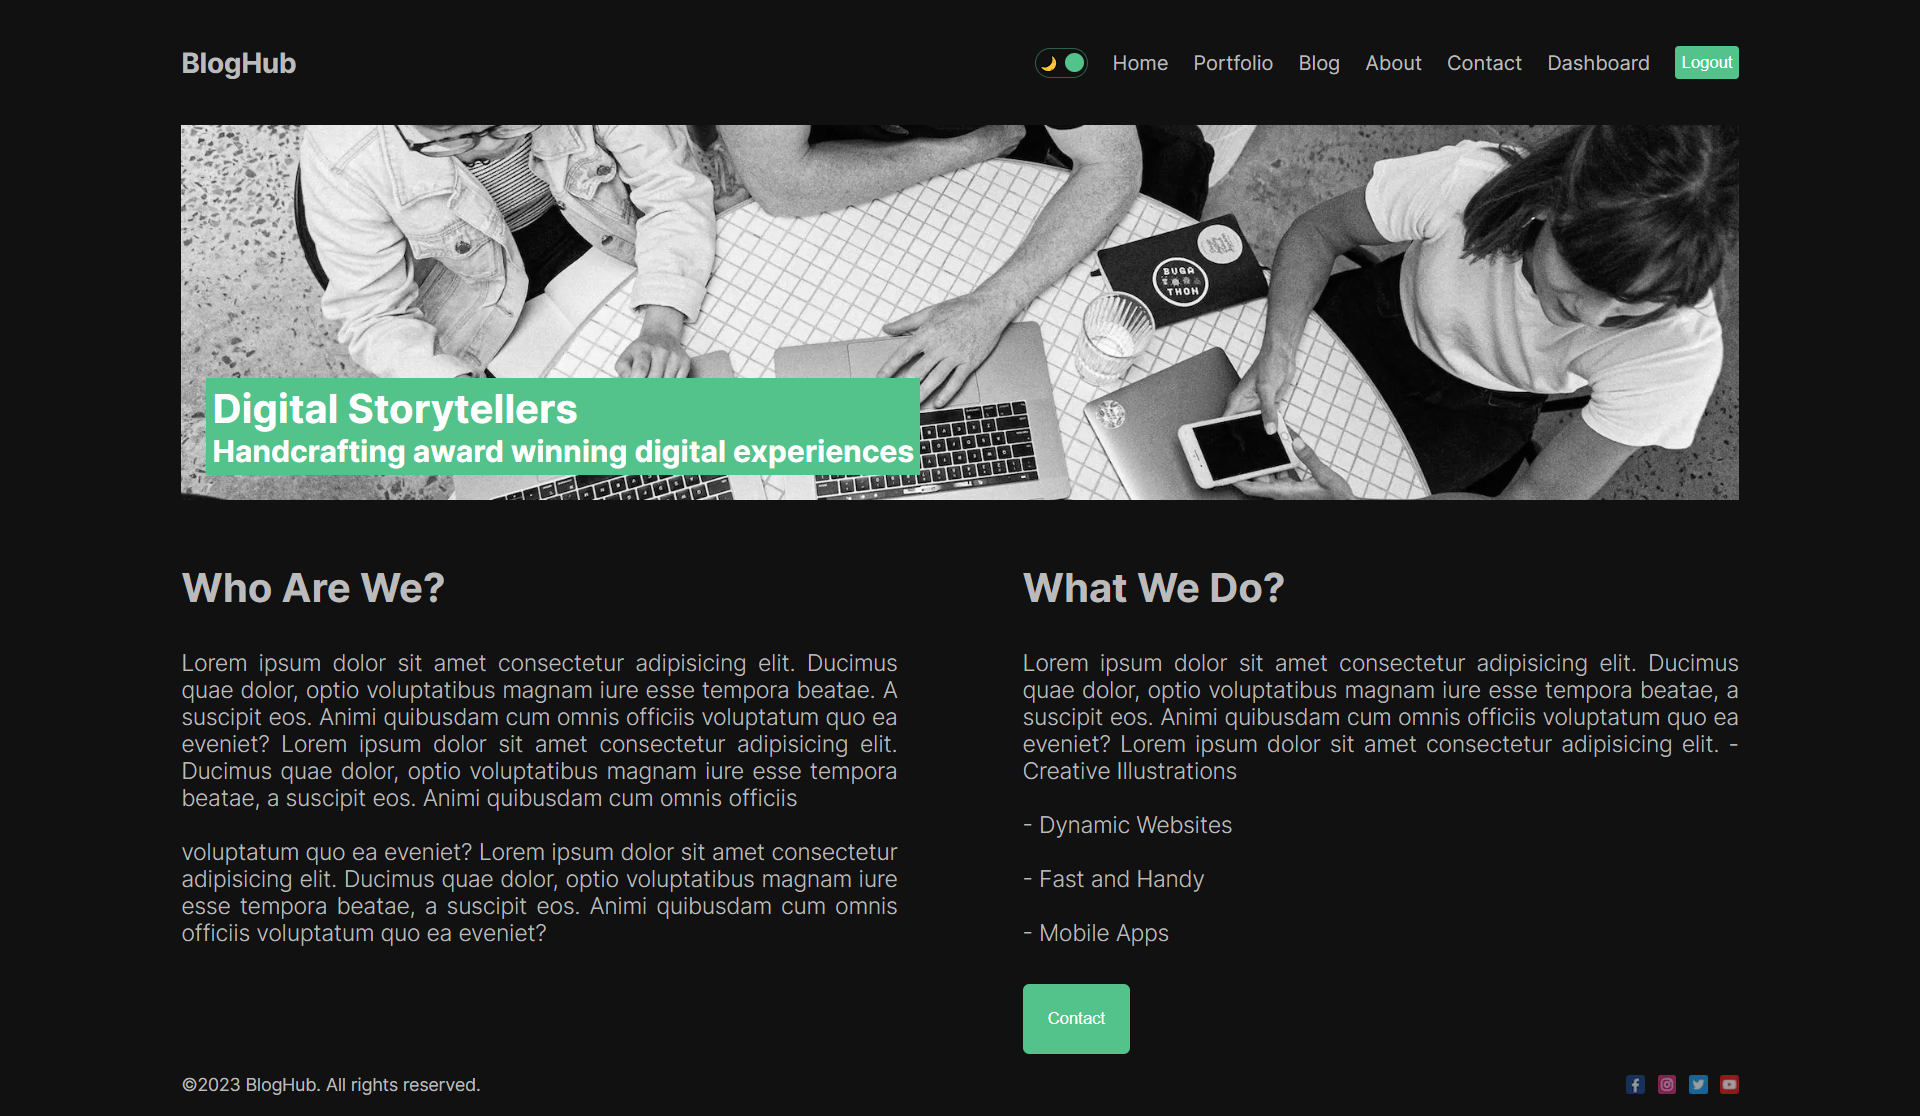 BlogHub
Home Portfolio Blog About Contact Dashboard Logout
BUGA
THON
Digital Storytellers
Handcrafting award winning digital experiences
Who Are We?
Lorem ipsum dolor sit amet consectetur adipisicing elit. Ducimus
quae dolor, optio voluptatibus magnam iure esse tempora beatae. A
suscipit eos. Animi quibusdam cum omnis officiis voluptatum quo ea
eveniet? Lorem ipsum dolor sit amet consectetur adipisicing elit.
Ducimus quae dolor, optio voluptatibus magnam iure esse tempora
beatae, a suscipit eos. Animi quibusdam cum omnis officiis
voluptatum quo ea eveniet? Lorem ipsum dolor sit amet consectetur
adipisicing elit. Ducimus quae dolor, optio voluptatibus magnam iure
esse tempora beatae, a suscipit eos. Animi quibusdam cum omnis
officiis voluptatum quo ea eveniet?
What We Do?
Lorem ipsum dolor sit amet consectetur adipisicing elit. Ducimus
quae dolor, optio voluptatibus magnam iure esse tempora beatae, a
suscipit eos. Animi quibusdam cum omnis officiis voluptatum quo ea
eveniet? Lorem ipsum dolor sit amet consectetur adipisicing elit. -
Creative Illustrations
- Dynamic Websites
- Fast and Handy
- Mobile Apps
Contact
©2023 BlogHub. All rights reserved.